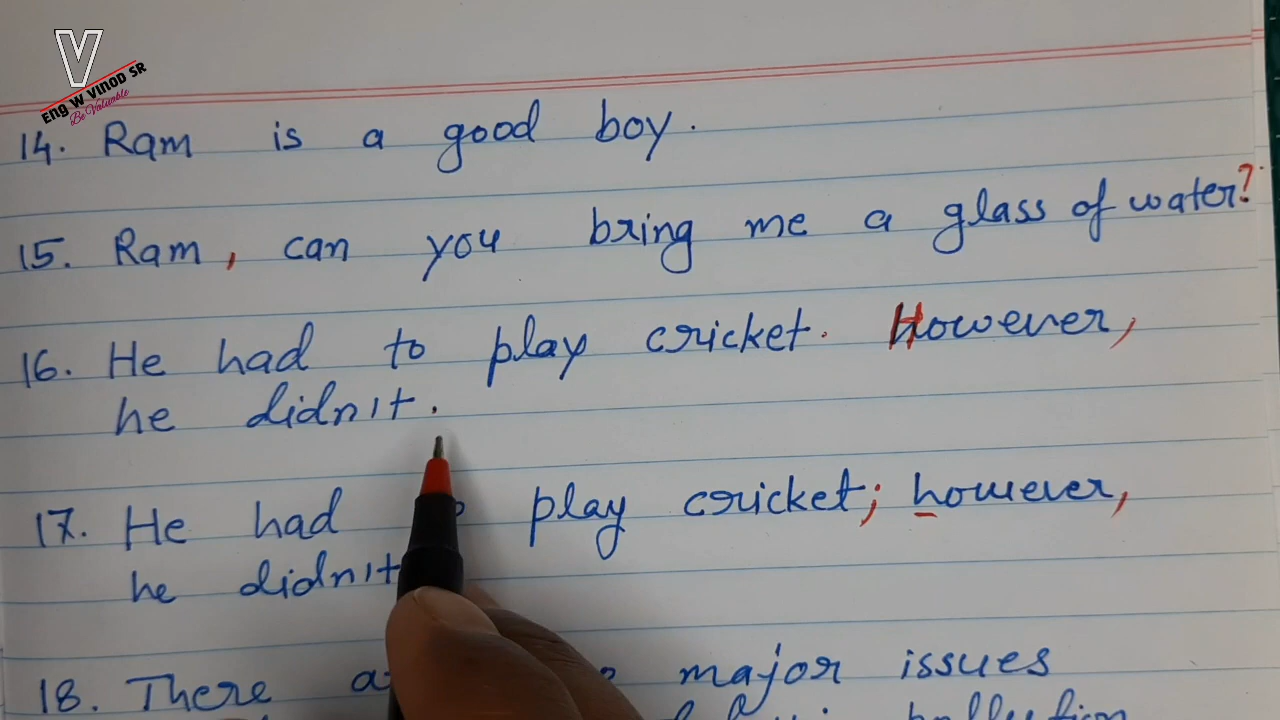 V
Eng W VINOD SR
Be Valuable
14. Ram is a good boy.
15. Ram, can you bring me a glass of water?
16. He had to play cricket. However,
he didn't.
17. He had play cricket; however,
he didn't
18. There major issues